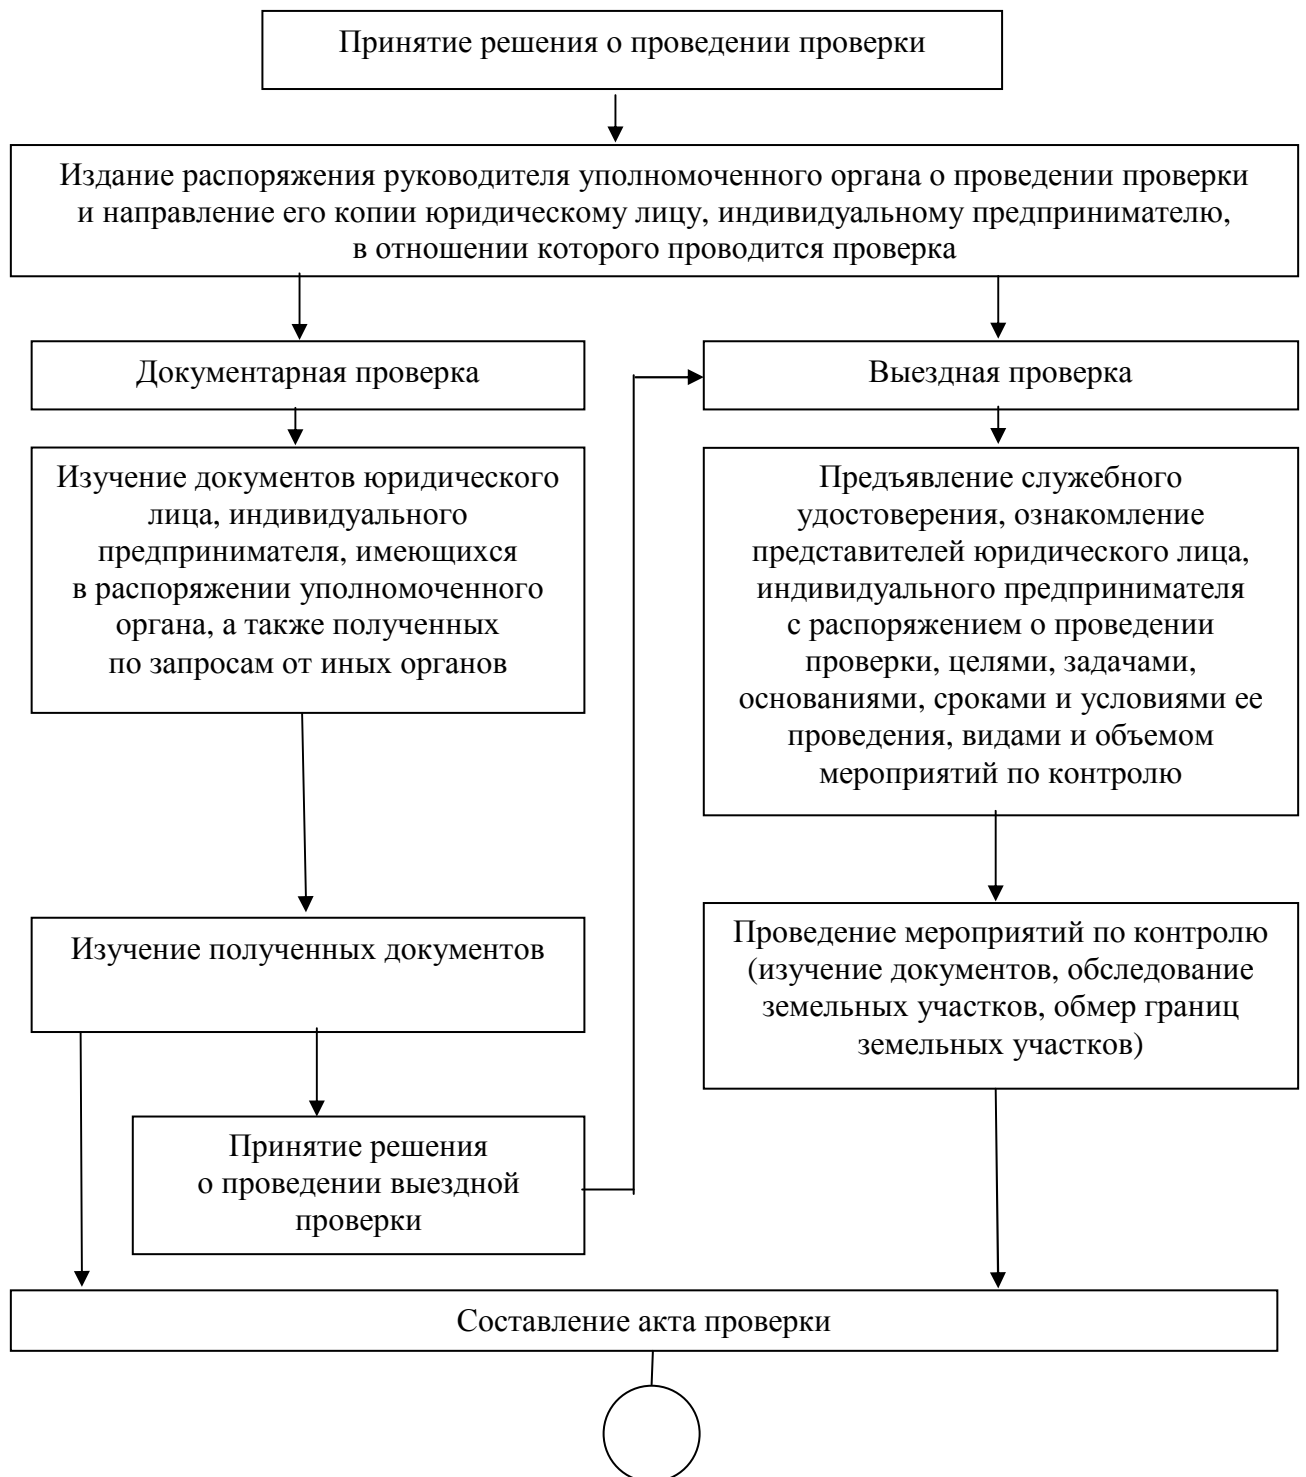 Принятие решения о проведении проверки
Издание распоряжения руководителя уполномоченного органа о проведении проверки
и направление его копии юридическому лицу, индивидуальному предпринимателю,
в отношении которого проводится проверка
Документарная проверка
Изучение документов юридического
лица, индивидуального
предпринимателя, имеющихся
в распоряжении уполномоченного
органа, а также полученных
по запросам от иных органов
Изучение полученных документов
Принятие решения
о проведении выездной
проверки
Выездная проверка
Предъявление служебного
удостоверения, ознакомление
представителей юридического лица,
индивидуального предпринимателя
с распоряжением о проведении
проверки, целями, задачами,
основаниями, сроками и условиями ее
проведения, видами и объемом
мероприятий по контролю
Проведение мероприятий по контролю
(изучение документов, обследование
земельных участков, обмер границ
земельных участков)
Составление акта проверки